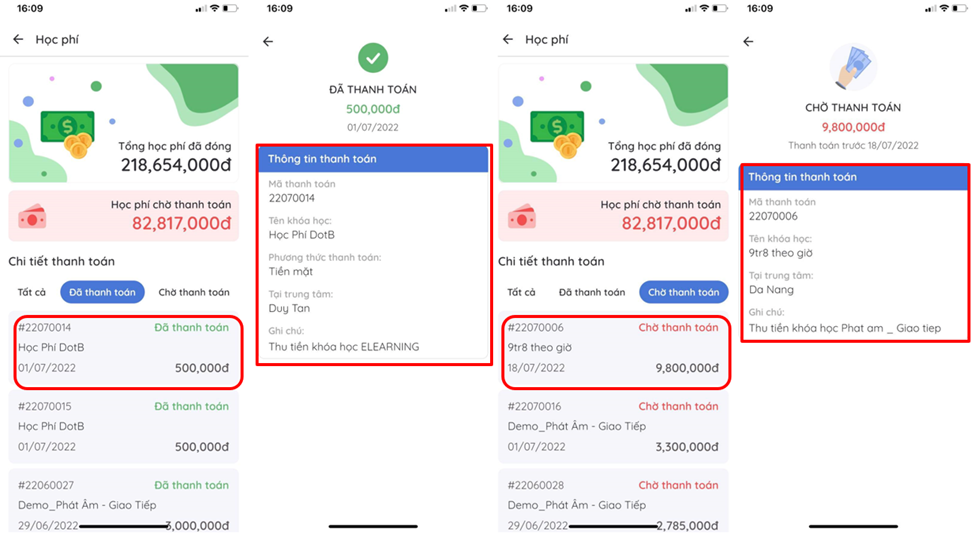 16:09
Học phí
Tổng học phí đã đóng
218,654,000đ
Học phí chờ thanh toán
82,817,000đ
Chi tiết thanh toán
Tất cả
Đã thanh toán
Chờ thanh toán
#22070014 Đã thanh toán
Học Phí DotB
01/07/2022 500,000đ
#22070015 Đã thanh toán
Học Phí DotB
01/07/2022 500,000đ
#22060027 Đã thanh toán
Demo_Phát Âm - Giao Tiếp
29/06/2022 3,000,000đ
16:09
ĐÃ THANH TOÁN
500,000đ
01/07/2022
Thông tin thanh toán
Mã thanh toán
22070014
Tên khóa học:
Học Phí DotB
Phương thức thanh toán:
Tiền mặt
Tại trung tâm:
Duy Tan
Ghi chú:
Thu tiền khóa học ELEARNING
16:09
Học phí
Tổng học phí đã đóng
218,654,000đ
Học phí chờ thanh toán
82,817,000đ
Chi tiết thanh toán
Tất cả
Đã thanh toán
Chờ thanh toán
#22070006 Chờ thanh toán
9tr8 theo giờ
18/07/2022 9,800,000đ
#22070016 Chờ thanh toán
Demo_Phát Âm - Giao Tiếp
01/07/2022 3,300,000đ
#22060028 Chờ thanh toán
Demo_Phát Âm - Giao Tiếp
29/06/2022 2,785,000đ
16:09
CHỜ THANH TOÁN
9,800,000đ
Thanh toán trước 18/07/2022
Thông tin thanh toán
Mã thanh toán
22070006
Tên khóa học:
9tr8 theo giờ
Tại trung tâm:
Da Nang
Ghi chú:
Thu tiền khóa học Phat am _ Giao tiep